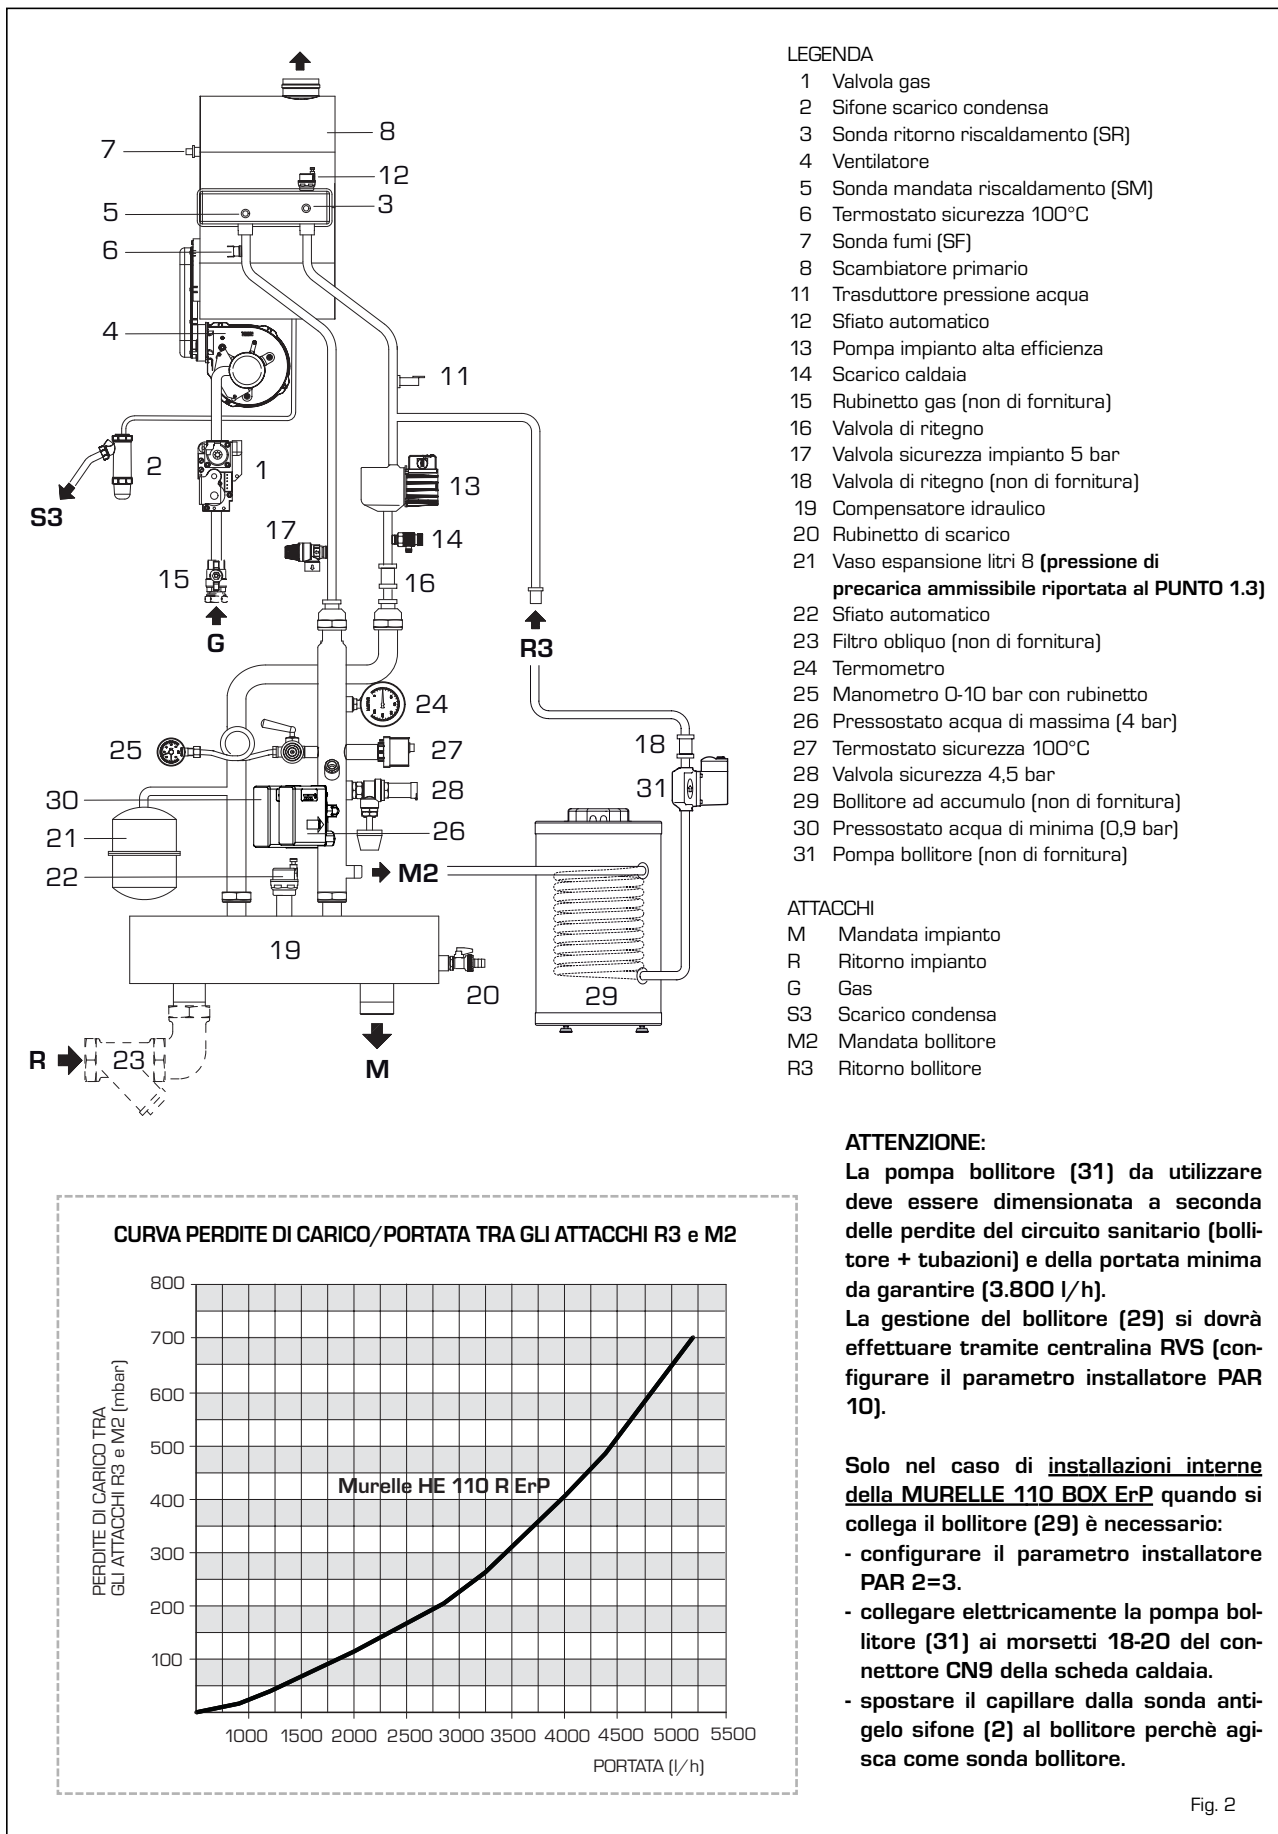 LEGENDA
1 Valvola gas
2 Sifone scarico condensa
3 Sonda ritorno riscaldamento (SR)
4 Ventilatore
5 Sonda mandata riscaldamento (SM)
6 Termostato sicurezza 100°C
7 Sonda fumi (SF)
8 Scambiatore primario
11 Trasduttore pressione acqua
12 Sfiato automatico
13 Pompa impianto alta efficienza
14 Scarico caldaia
15 Rubinetto gas (non di fornitura)
16 Valvola di ritegno
17 Valvola sicurezza impianto 5 bar
18 Valvola di ritegno (non di fornitura)
19 Compensatore idraulico
20 Rubinetto di scarico
21 Vaso espansione litri 8 (pressione di
precarica ammissibile riportata al PUNTO 1.3)
22 Sfiato automatico
23 Filtro obliquo (non di fornitura)
24 Termometro
25 Manometro 0-10 bar con rubinetto
26 Pressostato acqua di massima (4 bar)
27 Termostato sicurezza 100°C
28 Valvola sicurezza 4,5 bar
29 Bollitore ad accumulo (non di fornitura)
30 Pressostato acqua di minima (0,9 bar)
31 Pompa bollitore (non di fornitura)
ATTACCHI
M Mandata impianto
R Ritorno impianto
G Gas
S3 Scarico condensa
M2 Mandata bollitore
R3 Ritorno bollitore
8
7
12
3
5
6
4
11
2
1
13
S3
17
14
15
16
G
R3
24
25
27
18
31
30
28
21
26
22
M2
19
20
29
R
23
M
ATTENZIONE:
La pompa bollitore (31) da utilizzare
deve essere dimensionata a seconda
delle perdite del circuito sanitario (bolli-
tore + tubazioni) e della portata minima
da garantire (3.800 l/h).
La gestione del bollitore (29) si dovrà
effettuare tramite centralina RVS (con-
figurare il parametro installatore PAR
10).
Solo nel caso di installazioni interne
della MURELLE 110 BOX ErP quando si
collega il bollitore (29) è necessario:
- configurare il parametro installatore
PAR 2=3.
- collegare elettricamente la pompa bol-
litore (31) ai morsetti 18-20 del con-
nettore CN9 della scheda caldaia.
- spostare il capillare dalla sonda anti-
gelo sifone (2) al bollitore perchè agi-
sca come sonda bollitore.
CURVA PERDITE DI CARICO/PORTATA TRA GLI ATTACCHI R3 e M2
PERDITE DI CARICO TRA
GLI ATTACCHI R3 e M2 (mbar)
800
700
600
500
400
300
200
100
Murelle HE 110 R ErP
1000 1500 2000 2500 3000 3500 4000 4500 5000 5500
PORTATA (l/h)
Fig. 2